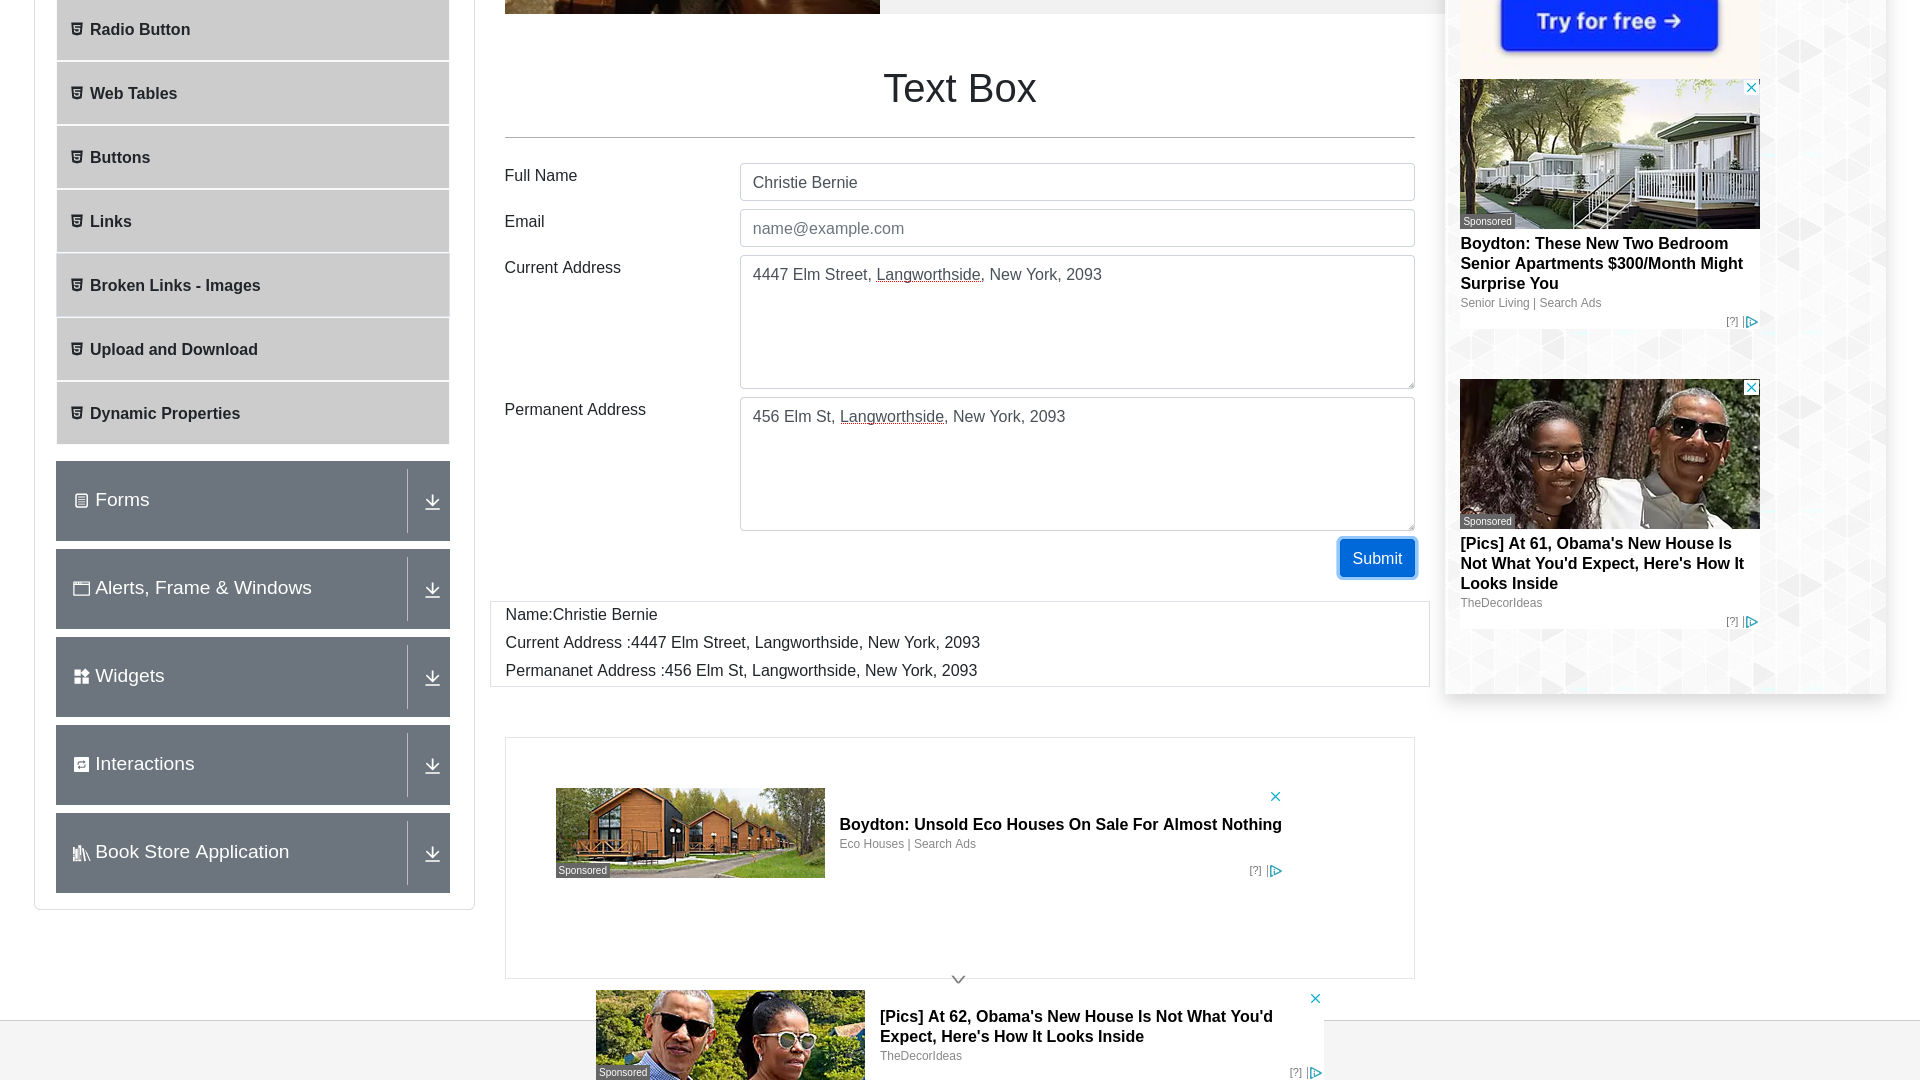 Radio Button
Web Tables
Buttons
Links
Broken Links - Images
Upload and Download
Dynamic Properties
Forms
Alerts, Frame & Windows
Widgets
Interactions
Book Store Application
Text Box
Full Name
Christie Bernie
Email
name@example.com
Current Address
4447 Elm Street, Langworthside, New York, 2093
Permanent Address
456 Elm St, Langworthside, New York, 2093
Submit
Name:Christie Bernie
Current Address :4447 Elm Street, Langworthside, New York, 2093
Permananet Address :456 Elm St, Langworthside, New York, 2093
Sponsored
Boydton: Unsold Eco Houses On Sale For Almost Nothing
Eco Houses | Search Ads
[?]
Sponsored
[Pics] At 62, Obama's New House Is Not What You'd
Expect, Here's How It Looks Inside
TheDecorIdeas
[?]
Try for free →
Sponsored
Boydton: These New Two Bedroom
Senior Apartments $300/Month Might
Surprise You
Senior Living | Search Ads
[?]
Sponsored
[Pics] At 61, Obama's New House Is
Not What You'd Expect, Here's How It
Looks Inside
TheDecorIdeas
[?]